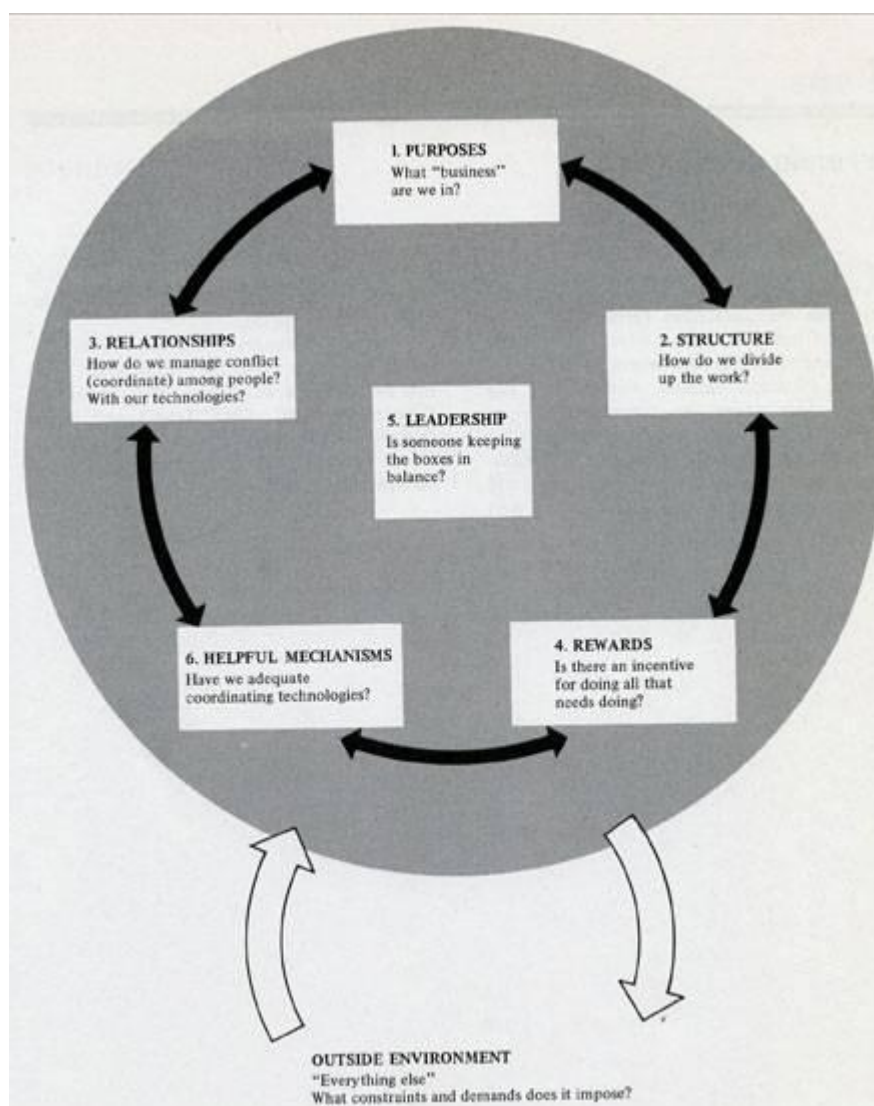 1. PURPOSES
What "business"
are we in?
3. RELATIONSHIPS
How do we manage conflict
(coordinate) among people?
With our technologies?
2. STRUCTURE
How do we divide
up the work?
5. LEADERSHIP
Is someone keeping
the boxes in
balance?
6. HELPFUL MECHANISMS
Have we adequate
coordinating technologies?
4. REWARDS
Is there an incentive
for doing all that
needs doing?
OUTSIDE ENVIRONMENT
"Everything else"
What constraints and demands does it impose?